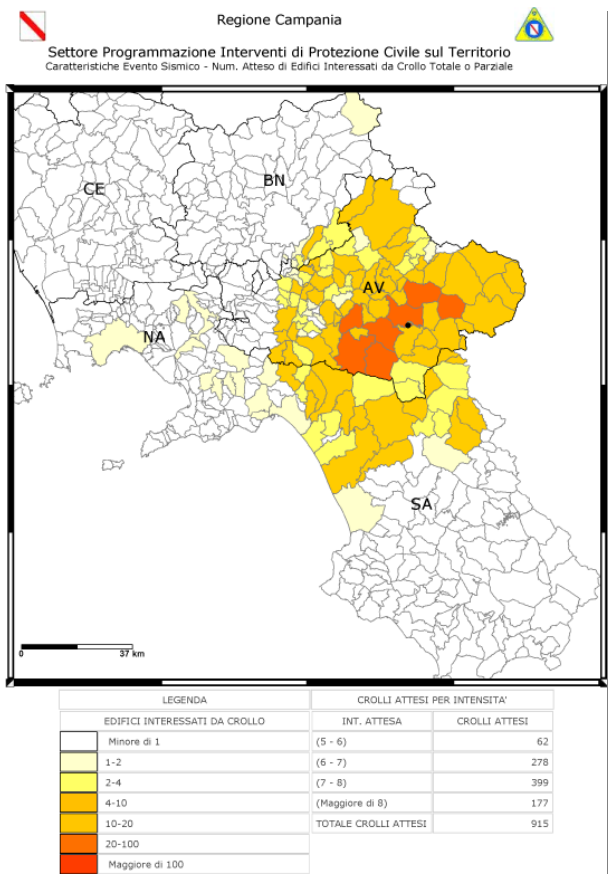 Regione Campania
Settore Programmazione Interventi di Protezione Civile sul Territorio
Caratteristiche Evento Sismico - Num. Atteso di Edifici Interessati da Crollo Totale o Parziale
CE
BN
AV
NA
SA
0 37 km
LEGENDA
EDIFICI INTERESSATI DA CROLLO
Minore di 1
1-2
2-4
4-10
10-20
20-100
Maggiore di 100
CROLLI ATTESI PER INTENSITA'
INT. ATTESA CROLLI ATTESI
(5 - 6) 62
(6 - 7) 278
(7 - 8) 399
(Maggiore di 8) 177
TOTALE CROLLI ATTESI 915